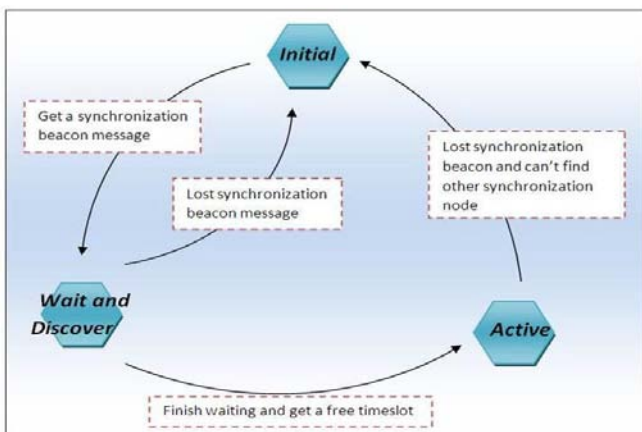 Initial
Get a synchronization
beacon message
Lost synchronization
beacon and can't find
other synchronization
node
Lost synchronization
beacon message
Wait and
Discover
Active
Finish waiting and get a free timeslot